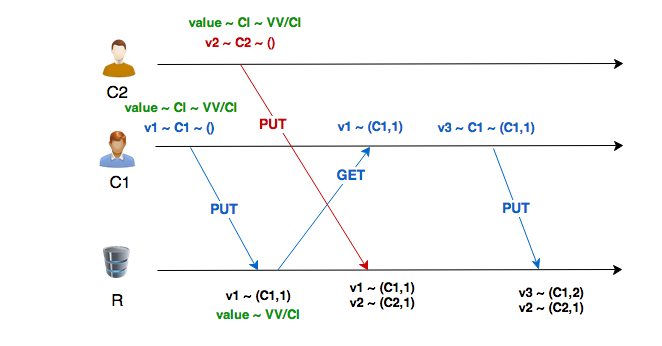 value ~ CI ~ VV/CI
v2 ~ C2 ~ ()
C2
value ~ CI ~ VV/CI
v1 ~ C1 ~ ()
PUT
v1 ~ (C1,1)
v3 ~ C1 ~ (C1,1)
C1
GET
PUT
PUT
R
v1 ~ (C1,1)
value ~ VV/CI
v1 ~ (C1,1)
v2 ~ (C2,1)
v3 ~ (C1,2)
v2 ~ (C2,1)